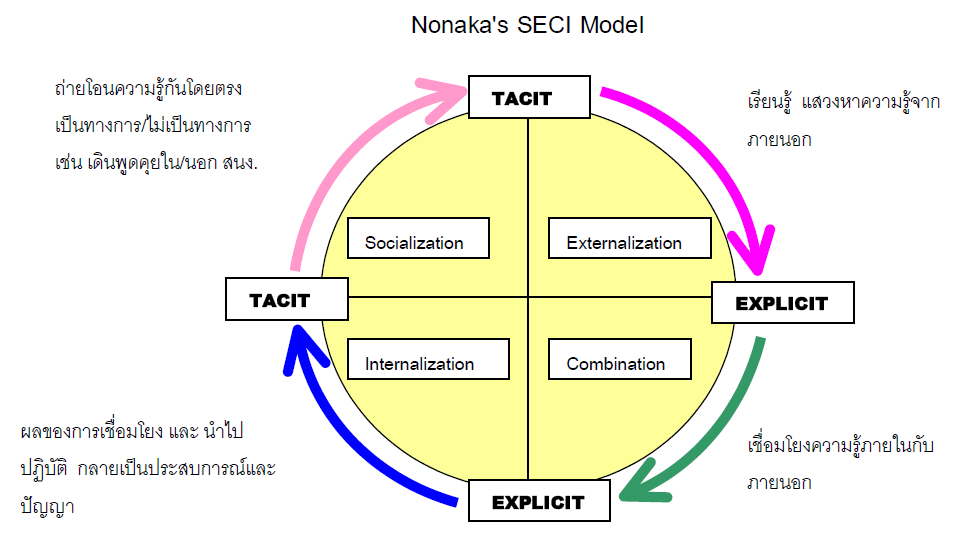 Nonaka's SECI Model
ถ่ายโอนความรู้กันโดยตรง
เป็นทางการ/ไม่เป็นทางการ
เช่น เดินพูดคุยใน/นอก สนง.
TACIT
เรียนรู้ แสวงหาความรู้จาก
ภายนอก
Socialization
Externalization
TACIT
EXPLICIT
Internalization
Combination
ผลของการเชื่อมโยง และ นำไป
ปฏิบัติ กลายเป็นประสบการณ์และ
ปัญญา
เชื่อมโยงความรู้ภายในกับ
ภายนอก
EXPLICIT